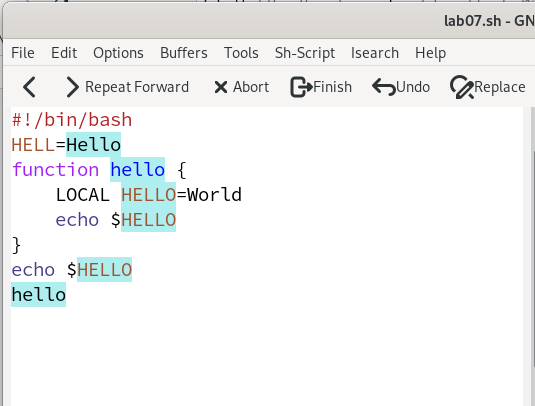 lab07.sh - GN
File Edit Options Buffers Tools Sh-Script Isearch Help
Repeat Forward Abort Finish Undo Replace
#!/bin/bash
HELL=Hello
function hello {
    LOCAL HELLO=World
    echo $HELLO
}
echo $HELLO
hello